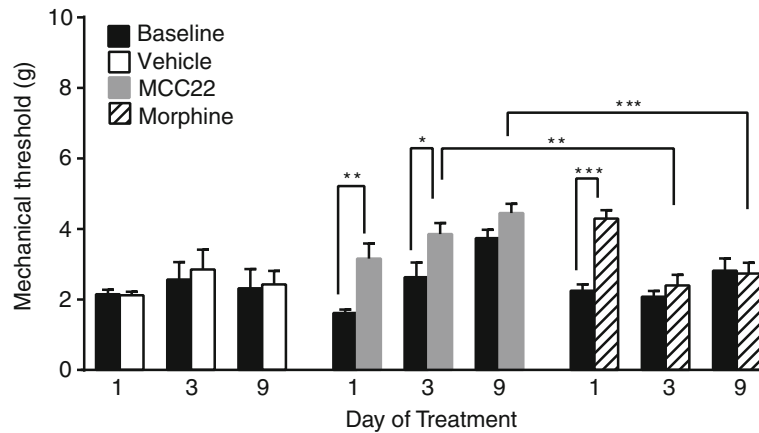 10
8
6
4
2
0
Mechanical threshold (g)
Baseline
Vehicle
MCC22
Morphine
***
**
*
**
***
1 3 9 1 3 9 1 3 9
Day of Treatment